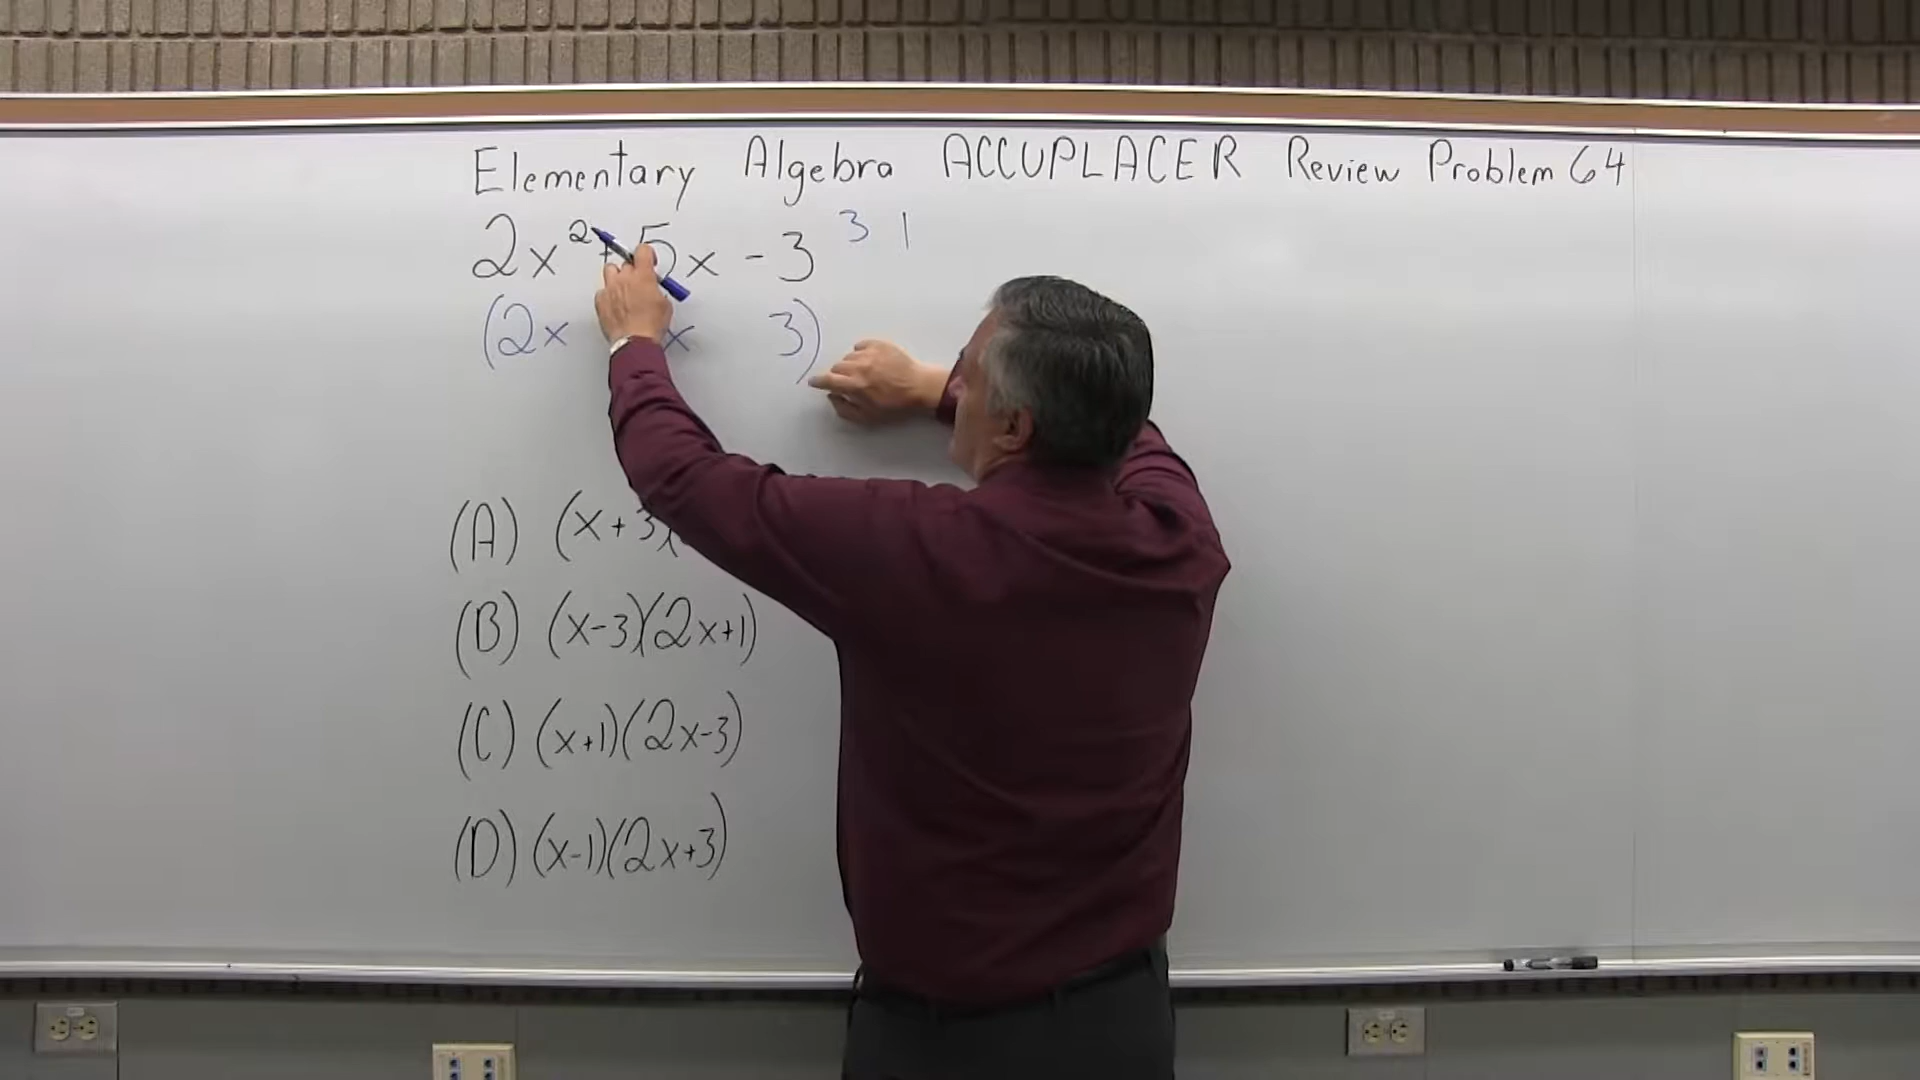 Elementary Algebra ACCUPLACER Review Problem 64
2x² + 5x - 3 3 1
(2x x 3)
(A) (x+3)(
(B) (x-3)(2x+1)
(C) (x+1)(2x-3)
(D) (x-1)(2x+3)